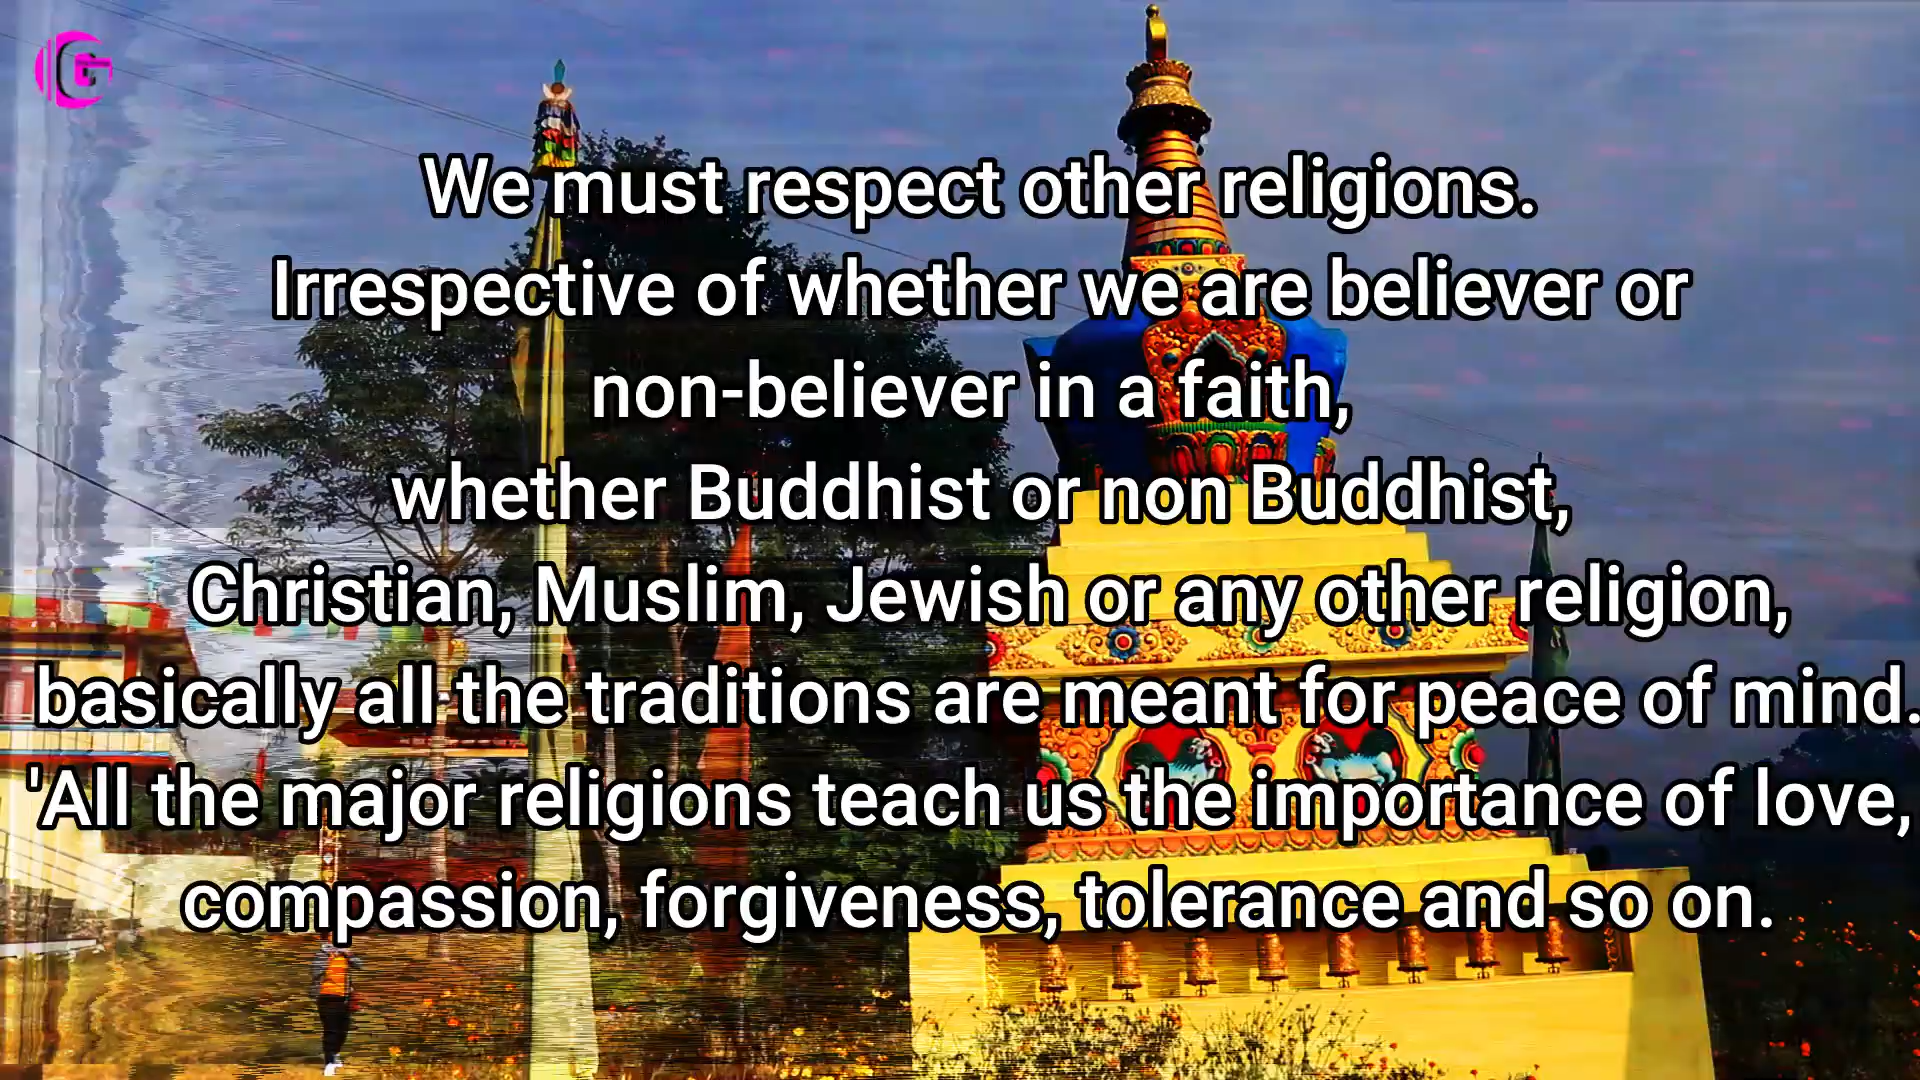 We must respect other religions.
Irrespective of whether we are believer or
non-believer in a faith,
whether Buddhist or non Buddhist,
Christian, Muslim, Jewish or any other religion,
basically all the traditions are meant for peace of mind.
'All the major religions teach us the importance of love,
compassion, forgiveness, tolerance and so on.